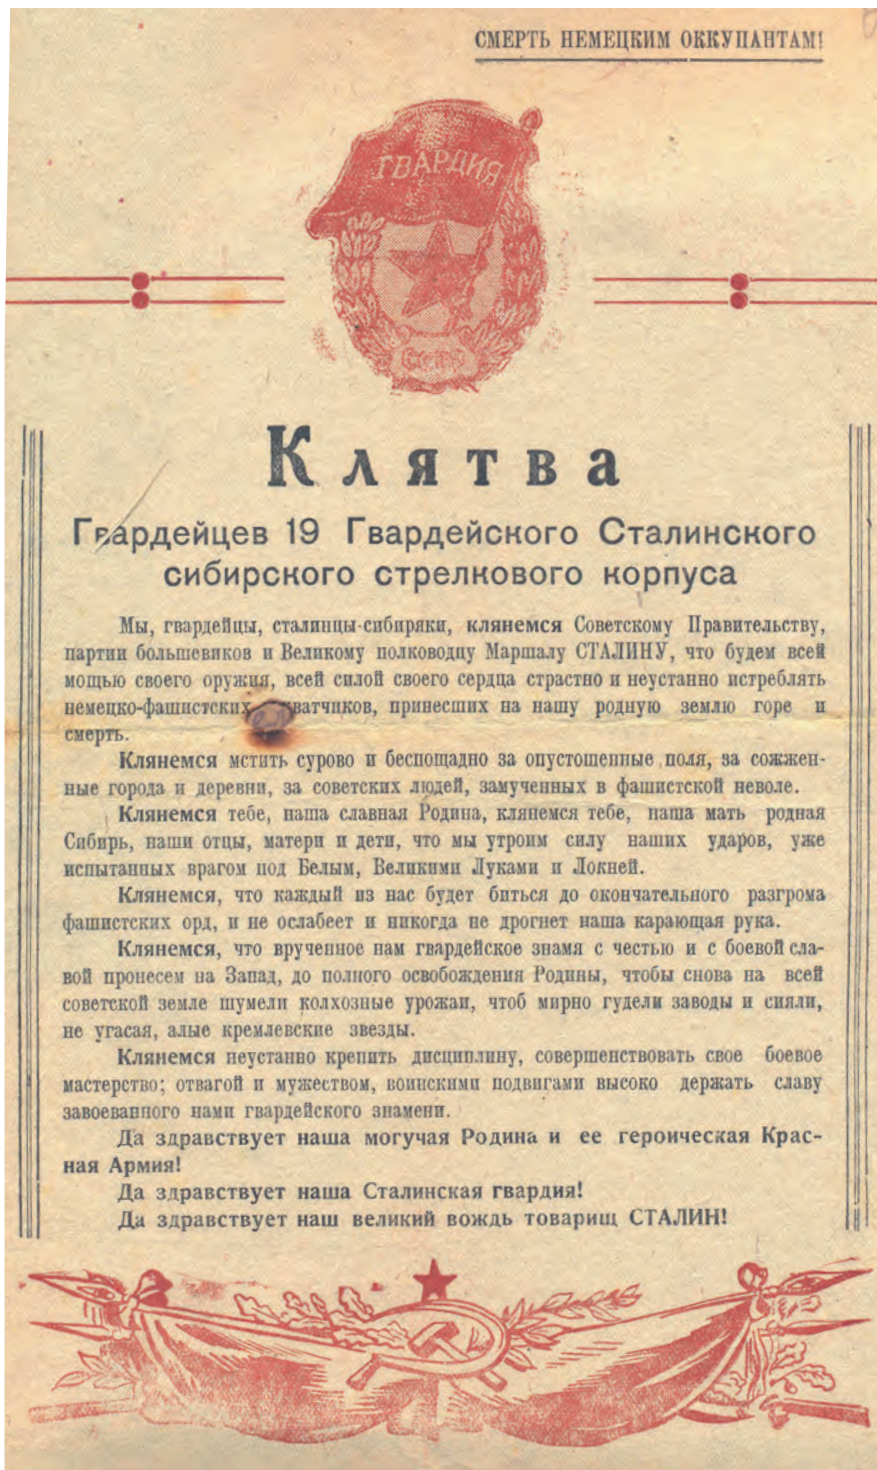 СМЕРТЬ НЕМЕЦКИМ ОККУПАНТАМ!
ГВАРДИЯ
СССР
Клятва
Гвардейцев 19 Гвардейского Сталинского
сибирского стрелкового корпуса
Мы, гвардейцы, сталинцы-сибиряки, клянемся Советскому Правительству,
партии большевиков и Великому полководцу Маршалу СТАЛИНУ, что будем всей
мощью своего оружия, всей силой своего сердца страстно и неустанно истреблять
немецко-фашистских ватчиков, принесших на нашу родную землю горе и
смерть.
Клянемся мстить сурово и беспощадно за опустошенные поля, за сожжен-
ные города и деревни, за советских людей, замученных в фашистской неволе.
Клянемся тебе, наша славная Родина, клянемся тебе, наша мать родная
Сибирь, наши отцы, матери и дети, что мы утроим силу наших ударов, уже
испытанных врагом под Белым, Великими Луками и Локней.
Клянемся, что каждый из нас будет биться до окончательного разгрома
фашистских орд, и не ослабеет и никогда не дрогнет наша карающая рука.
Клянемся, что врученное нам гвардейское знамя с честью и с боевой сла-
вой пронесем на Запад, до полного освобождения Родины, чтобы снова на всей
советской земле шумели колхозные урожаи, чтоб мирно гудели заводы и сияли,
не угасая, алые кремлевские звезды.
Клянемся неустанно крепить дисциплину, совершенствовать свое боевое
мастерство; отвагой и мужеством, воинскими подвигами высоко держать славу
завоеванного нами гвардейского знамени.
Да здравствует наша могучая Родина и ее героическая Крас-
ная Армия!
Да здравствует наша Сталинская гвардия!
Да здравствует наш великий вождь товарищ СТАЛИН!